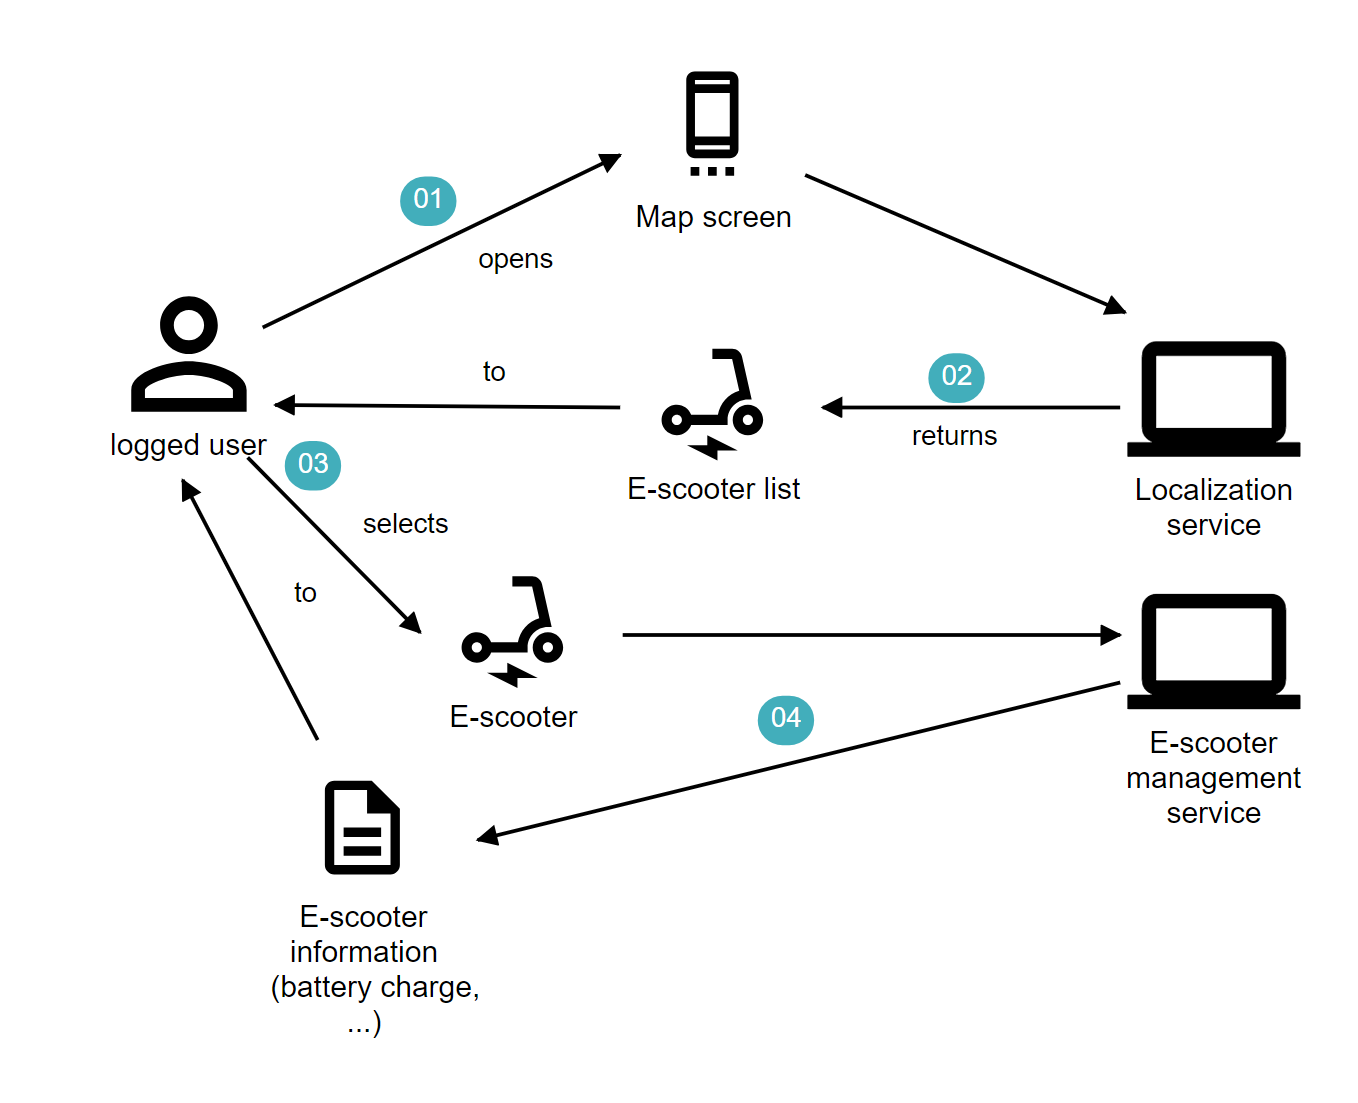 01
Map screen
opens
to
02
returns
logged user
03
E-scooter list
Localization
service
selects
to
E-scooter
04
E-scooter
management
service
E-scooter
information
(battery charge,
...)